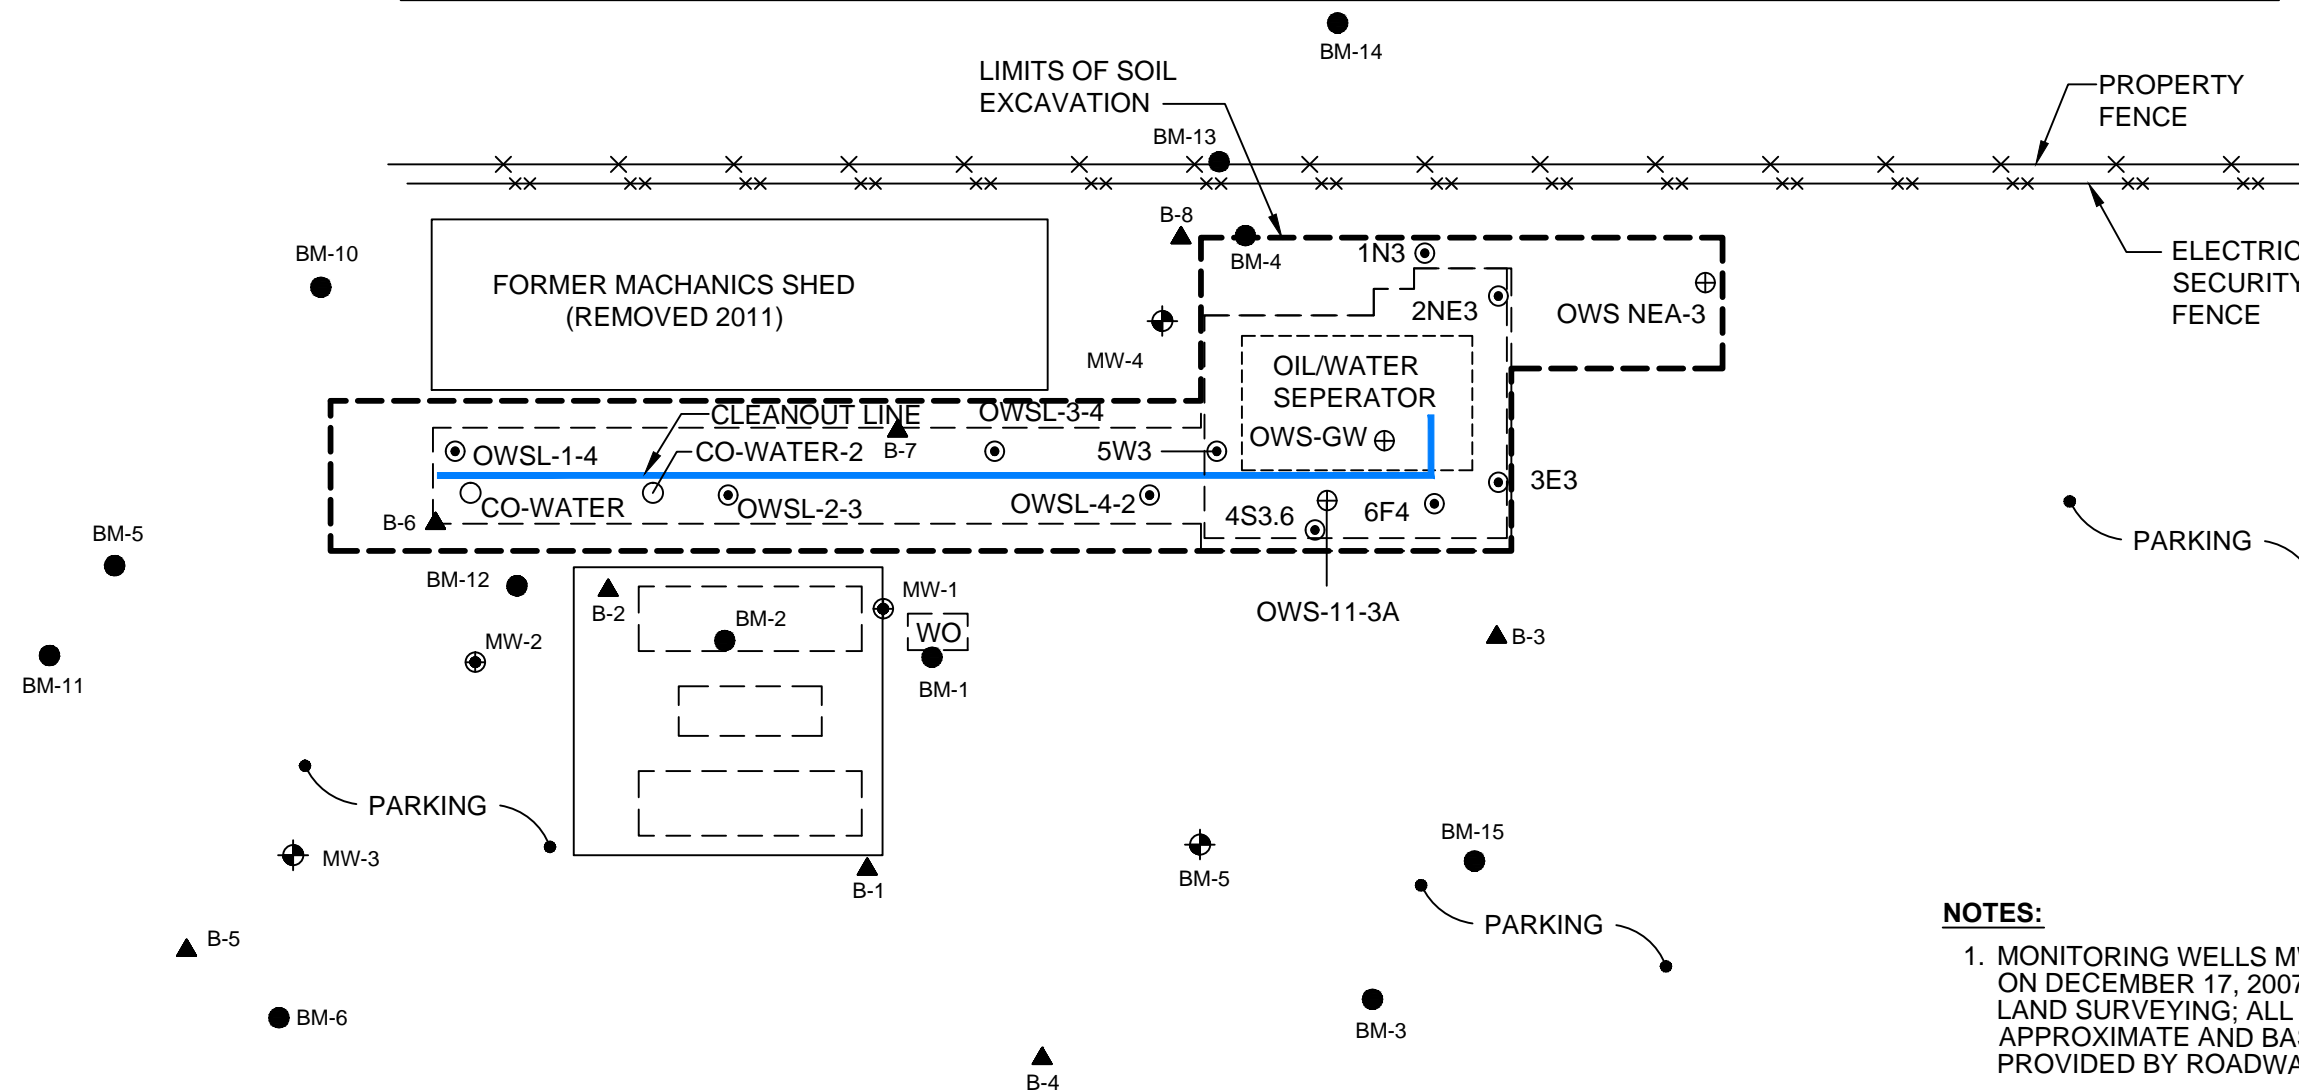 BM-14
LIMITS OF SOIL
EXCAVATION
PROPERTY
FENCE
BM-13
B-8
BM-4
1N3
ELECTRIC
SECURITY
FENCE
BM-10
FORMER MACHANICS SHED
(REMOVED 2011)
2NE3
OWS NEA-3
MW-4
OIL/WATER
SEPERATOR
CLEANOUT LINE
OWSL-3-4
OWSL-1-4
CO-WATER-2
B-7
5W3
OWS-GW
3E3
CO-WATER
OWSL-2-3
OWSL-4-2
4S3.6
6F4
B-6
BM-5
PARKING
BM-12
B-2
BM-2
MW-1
WO
OWS-11-3A
B-3
MW-2
BM-11
BM-1
PARKING
MW-3
B-1
BM-5
BM-15
PARKING
B-5
BM-6
BM-3
B-4
NOTES:
1. MONITORING WELLS
ON DECEMBER 17, 2007
LAND SURVEYING; ALL
APPROXIMATE AND
PROVIDED BY